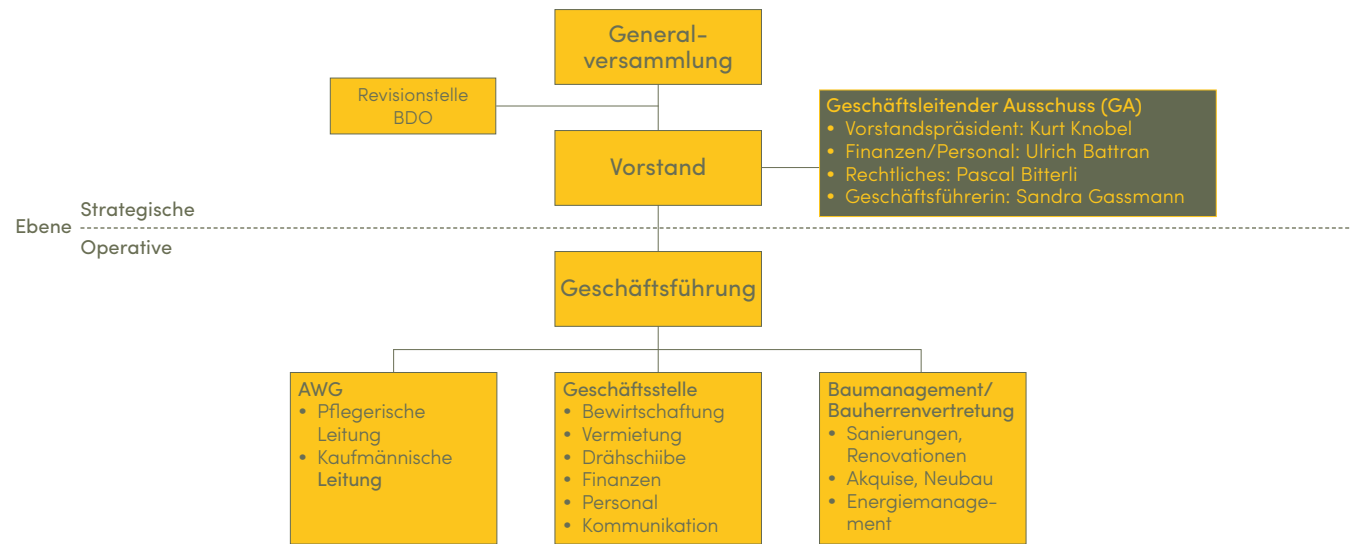 General-
versammlung
Revisionstelle
BDO
Geschäftsleitender Ausschuss (GA)
• Vorstandspräsident: Kurt Knobel
• Finanzen/Personal: Ulrich Battran
• Rechtliches: Pascal Bitterli
• Geschäftsführerin: Sandra Gassmann
Vorstand
Strategische
Ebene
Operative
Geschäftsführung
AWG
• Pflegerische
Leitung
• Kaufmännische
Leitung
Geschäftsstelle
• Bewirtschaftung
• Vermietung
• Drähschiibe
• Finanzen
• Personal
• Kommunikation
Baumanagement/
Bauherrenvertretung
• Sanierungen,
Renovationen
• Akquise, Neubau
• Energiemanage-
ment